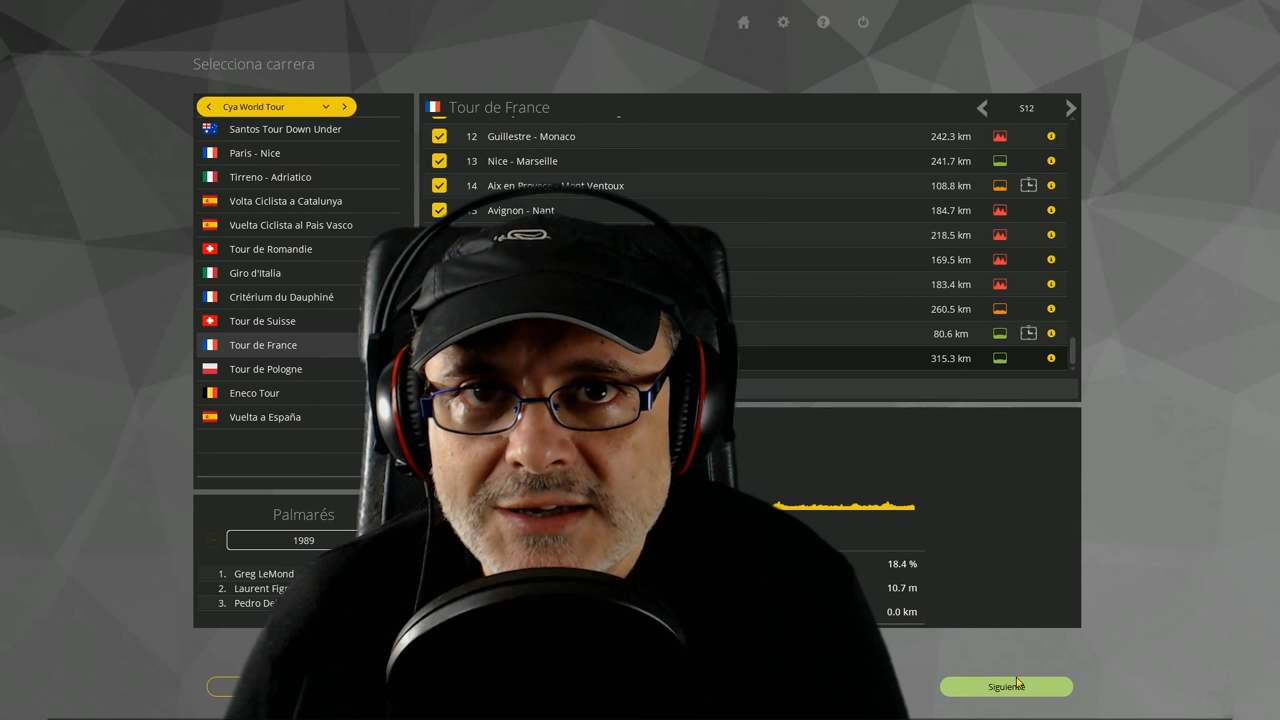 Selecciona carrera
Cya World Tour
Santos Tour Down Under
Paris - Nice
Tirreno - Adriatco
Volta Ciclista a Catalunya
Vuelta Ciclista al Pais Vasco
Tour de Romandie
Giro d'Italia
Critérium du Dauphiné
Tour de Suisse
Tour de France
Tour de Pologne
Eneco Tour
Vuelta a España
Tour de France
S12
12 Guillestre - Monaco 242.3 km
13 Nice - Marseille 241.7 km
14 Aix en Provece - Mont Ventoux 108.8 km
Avignon - Nant 184.7 km
218.5 km
169.5 km
183.4 km
260.5 km
80.6 km
315.3 km
Palmarés
1989
1. Greg LeMond
2. Laurent
3. Pedro
18.4 %
10.7 m
0.0 km
Siguiente